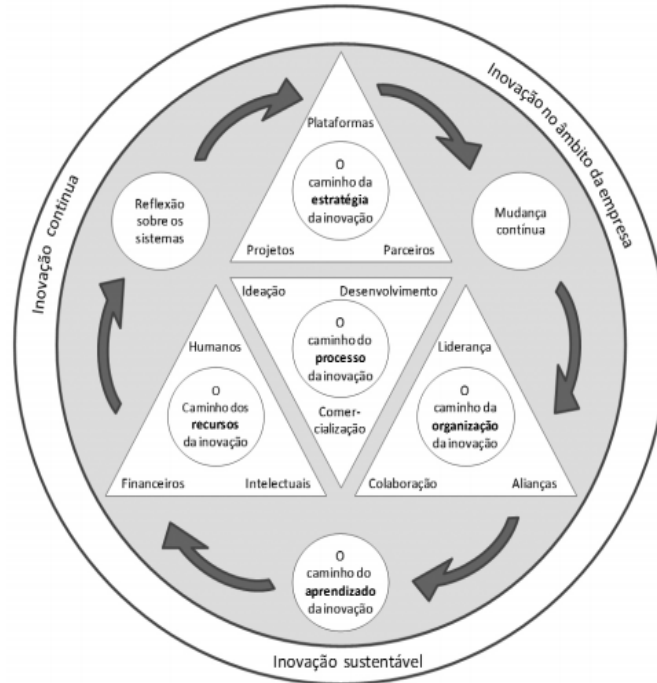 Inovação contínua
Inovação no âmbito da empresa
Inovação sustentável
Plataformas
O
caminho da
estratégia
da inovação
Projetos
Parceiros
Reflexão
sobre os
sistemas
Mudança
contínua
Ideação
Desenvolvimento
O
caminho do
processo
da inovação
Comer-
cialização
Humanos
O
Caminho dos
recursos
da inovação
Financeiros
Intelectuais
Liderança
O
caminho da
organização
da inovação
Colaboração
Alianças
O
caminho do
aprendizado
da inovação